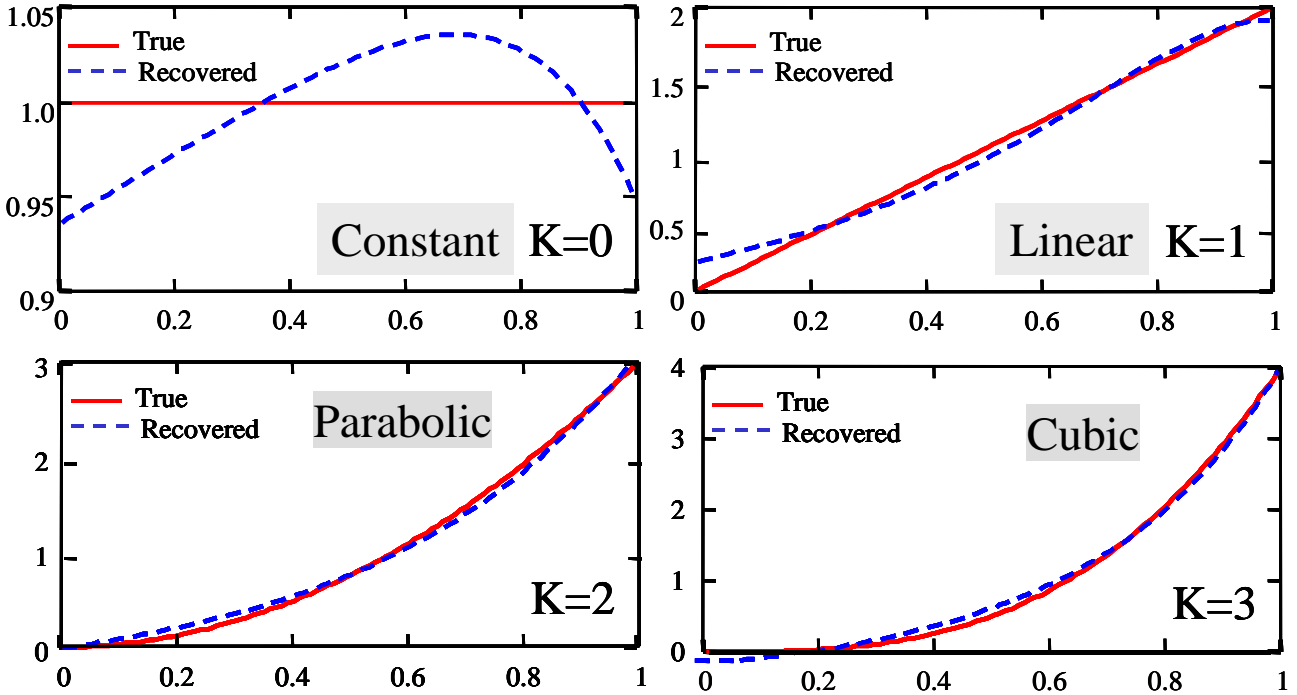 1.05
True
Recovered
1.0
0.95
Constant K=0
0.9
0 0.2 0.4 0.6 0.8 1
2
True
Recovered
1.5
1
0.5
Linear K=1
0
0 0.2 0.4 0.6 0.8 1
3
True
Parabolic
Recovered
2
1
K=2
0
0 0.2 0.4 0.6 0.8 1
4
True
Cubic
Recovered
3
2
1
K=3
0
0 0.2 0.4 0.6 0.8 1